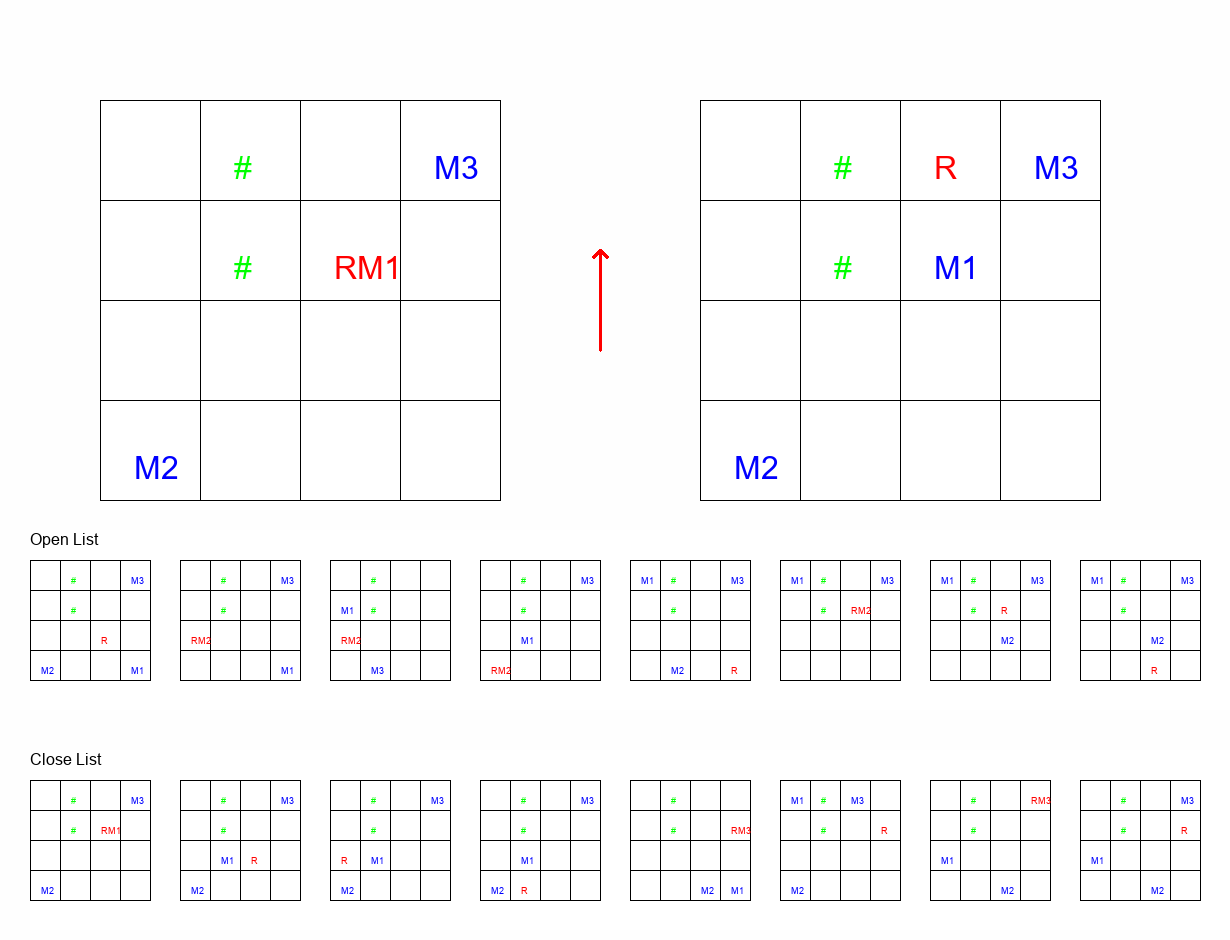 # M3 # R M3
# RM1 # M1
M2 M2
Open List
# M3 # M3 # # M3 M1 # M3 M1 # M3 M1 # M3 M1 # M3
# # M1 # # # # RM2 # R #
R RM2 RM2 M1 M2 M2
M2 M1 M1 M3 RM2 M2 R R
Close List
# M3 # M3 # M3 # M3 # M1 # M3 # RM3 # M3
# RM1 # # # # RM3 # R # # R
M1 R R M1 M1 M1 M1
M2 M2 M2 M2 R M2 M1 M2 M2 M2